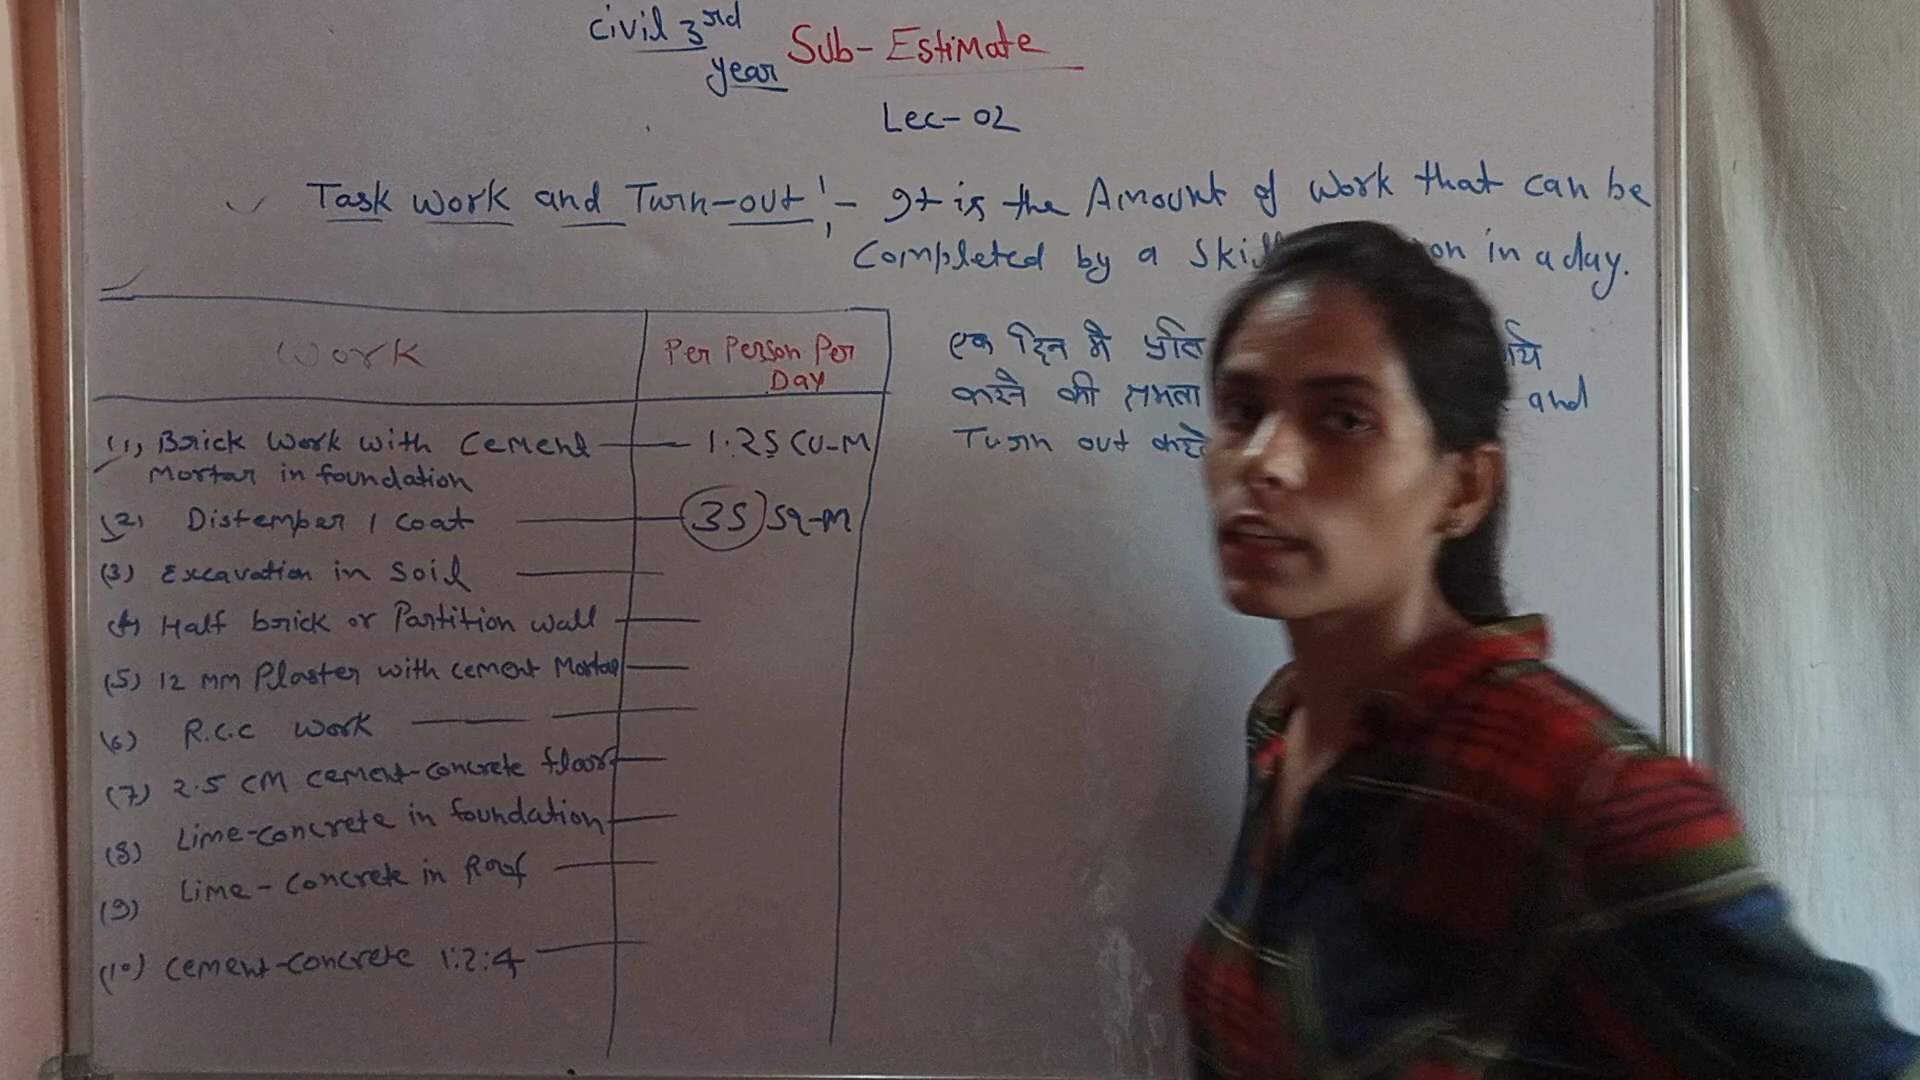 Civil 3rd year
Sub- Estimate
Lec- 02
Task work and Turn-out :- It is the Amount of work that can be
Completed by a in a day.
Work
Per Person Per Day
(1) Brick work with Cement Mortar in foundation 1.25 CU-M
(2) Distember 1 coat 35 Sq-M
(3) Excavation in Soil
(4) Half brick or Partition wall
(5) 12 MM Plaster with cement Mortar
(6) R.C.C work
(7) 2.5 CM cement-concrete floor
(8) Lime-concrete in foundation
(9) Lime-concrete in Roof
(10) Cement-concrete 1:2:4
एक दिन मे
करने की क्षमता and
Turn out